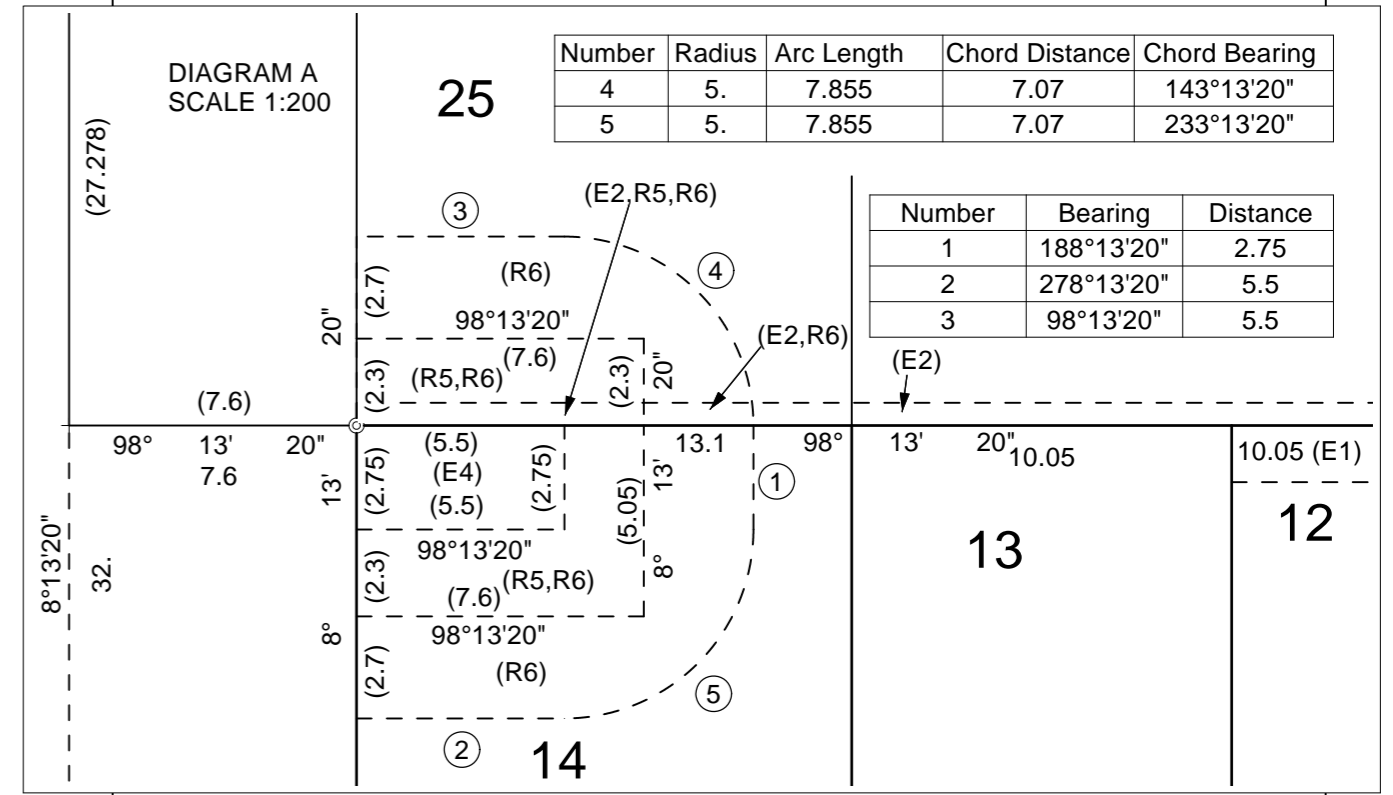 DIAGRAM A
SCALE 1:200
25
Number Radius Arc Length Chord Distance Chord Bearing
4 5. 7.855 7.07 143°13'20"
5 5. 7.855 7.07 233°13'20"
(27.278)
(E2,R5,R6)
3
Number Bearing Distance
1 188°13'20" 2.75
2 278°13'20" 5.5
3 98°13'20" 5.5
(R6)
4
(2.7)
98°13'20"
20"
(E2,R6)
(7.6)
(E2)
(2.3)
(R5,R6)
(2.3)
20"
(7.6)
98° 13' 20"
7.6
(5.5)
13.1
98° 13' 20"
10.05
10.05 (E1)
(E4)
(2.75)
(2.75)
13'
13'
1
(5.5)
(5.05)
12
13
8°13'20"
32.
98°13'20"
(2.3)
(R5,R6)
8°
(7.6)
8°
98°13'20"
(2.7)
(R6)
5
2
14